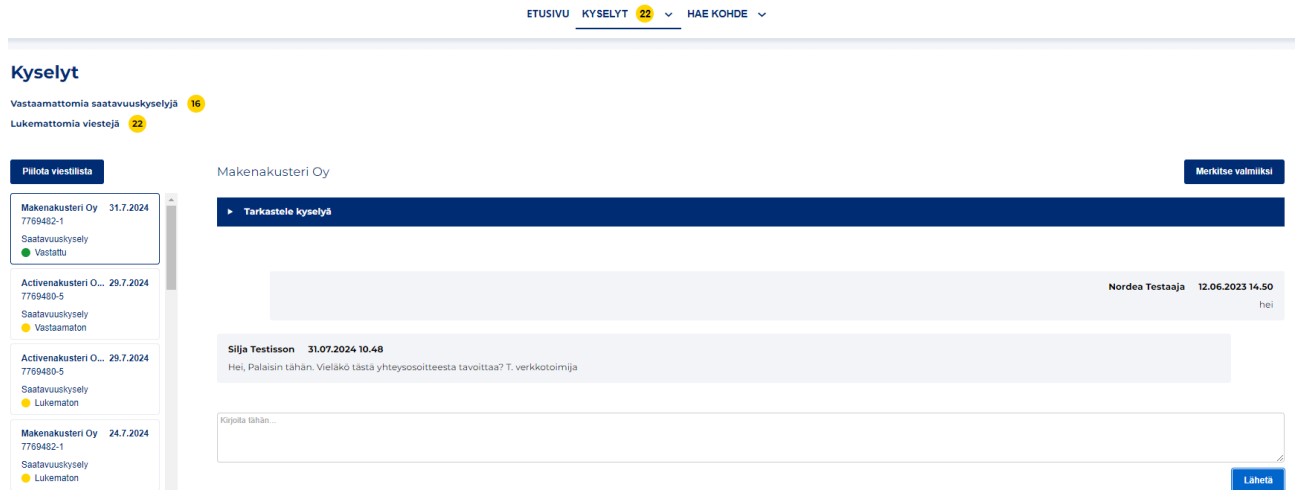 ETUSIVU KYSELYT 22 HAE KOHDE
Kyselyt
Vastaamattomia saatavuuskyselyjä 16
Lukemattomia viestejä 22
Piilota viestilista
Makenakusteri Oy 31.7.2024
7769482-1
Saatavuuskysely
Vastattu
Activenakusteri O... 29.7.2024
7769480-5
Saatavuuskysely
Vastaamaton
Activenakusteri O... 29.7.2024
7769480-5
Saatavuuskysely
Lukematon
Makenakusteri Oy 24.7.2024
7769482-1
Saatavuuskysely
Lukematon
Makenakusteri Oy
Merkitse valmiiksi
Tarkastele kyselyä
Nordea Testaaja 12.06.2023 14.50
hei
Silja Testisson 31.07.2024 10.48
Hei, Palaisin tähän. Vieläkö tästä yhteysosoitteesta tavoittaa? T. verkkotoimija
Kirjoita tähän...
Lähetä